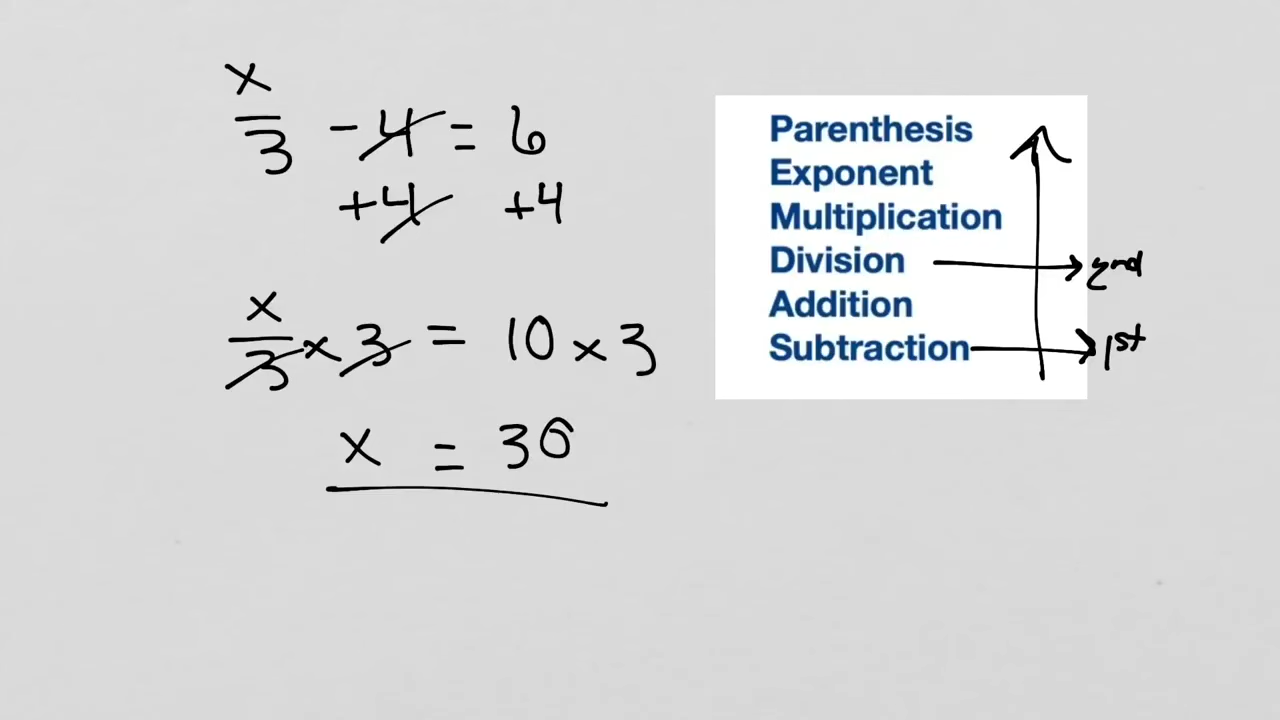 x
3 - 4 = 6
+4 +4
x
3 x 3 = 10 x 3
x = 30
Parenthesis
Exponent
Multiplication
Division 2nd
Addition
Subtraction 1st